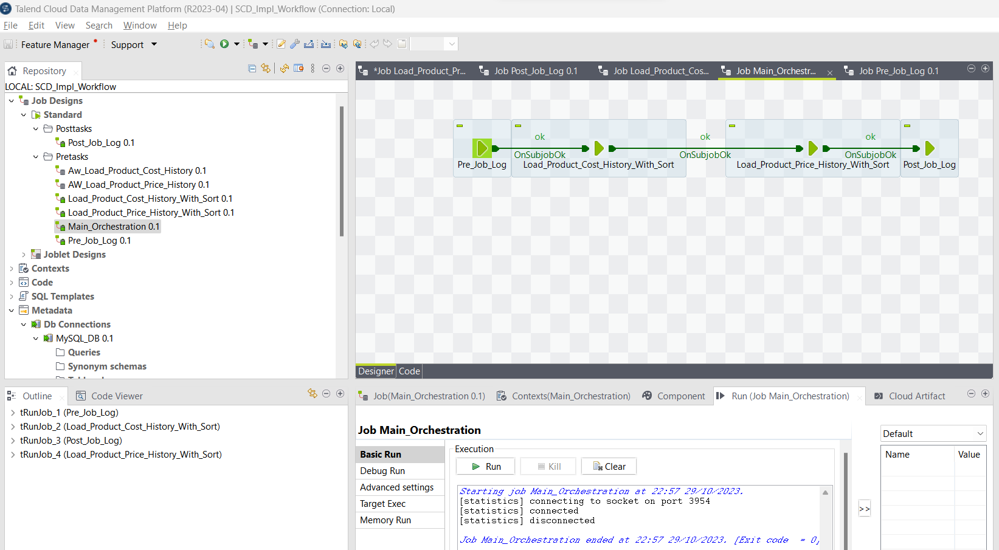 Talend Cloud Data Management Platform (R2023-04) | SCD_Impl_Workflow (Connection: Local)
File Edit View Search Window Help
Feature Manager Support
Repository
LOCAL: SCD_Impl_Workflow
Job Designs
Standard
Posttasks
Post_Job_Log 0.1
Pretasks
Aw_Load_Product_Cost_History 0.1
AW_Load_Product_Price_History 0.1
Load_Product_Cost_History_With_Sort 0.1
Load_Product_Price_History_With_Sort 0.1
Main_Orchestration 0.1
Pre_Job_Log 0.1
Joblet Designs
Contexts
Code
SQL Templates
Metadata
Db Connections
MySQL_DB 0.1
Queries
Synonym schemas
*Job Load_Product_Pr... Job Post_Job_Log 0.1 Job Load_Product_Cos... Job Main_Orchestr... Job Pre_Job_Log 0.1
ok ok ok
OnSubjobOk OnSubjobOk OnSubjobOk
Pre_Job_Log Load_Product_Cost_History_With_Sort Load_Product_Price_History_With_Sort Post_Job_Log
Designer Code
Outline Code Viewer
tRunJob_1 (Pre_Job_Log)
tRunJob_2 (Load_Product_Cost_History_With_Sort)
tRunJob_3 (Post_Job_Log)
tRunJob_4 (Load_Product_Price_History_With_Sort)
Job(Main_Orchestration 0.1) Contexts(Main_Orchestration) Component Run (Job Main_Orchestration) Cloud Artifact
Job Main_Orchestration
Basic Run
Debug Run
Advanced settings
Target Exec
Memory Run
Execution
Run Kill Clear
Starting job Main_Orchestration at 22:57 29/10/2023.
[statistics] connecting to socket on port 3954
[statistics] connected
[statistics] disconnected
Job Main_Orchestration ended at 22:57 29/10/2023. [Exit code = 0]
>>
Default
Name Value